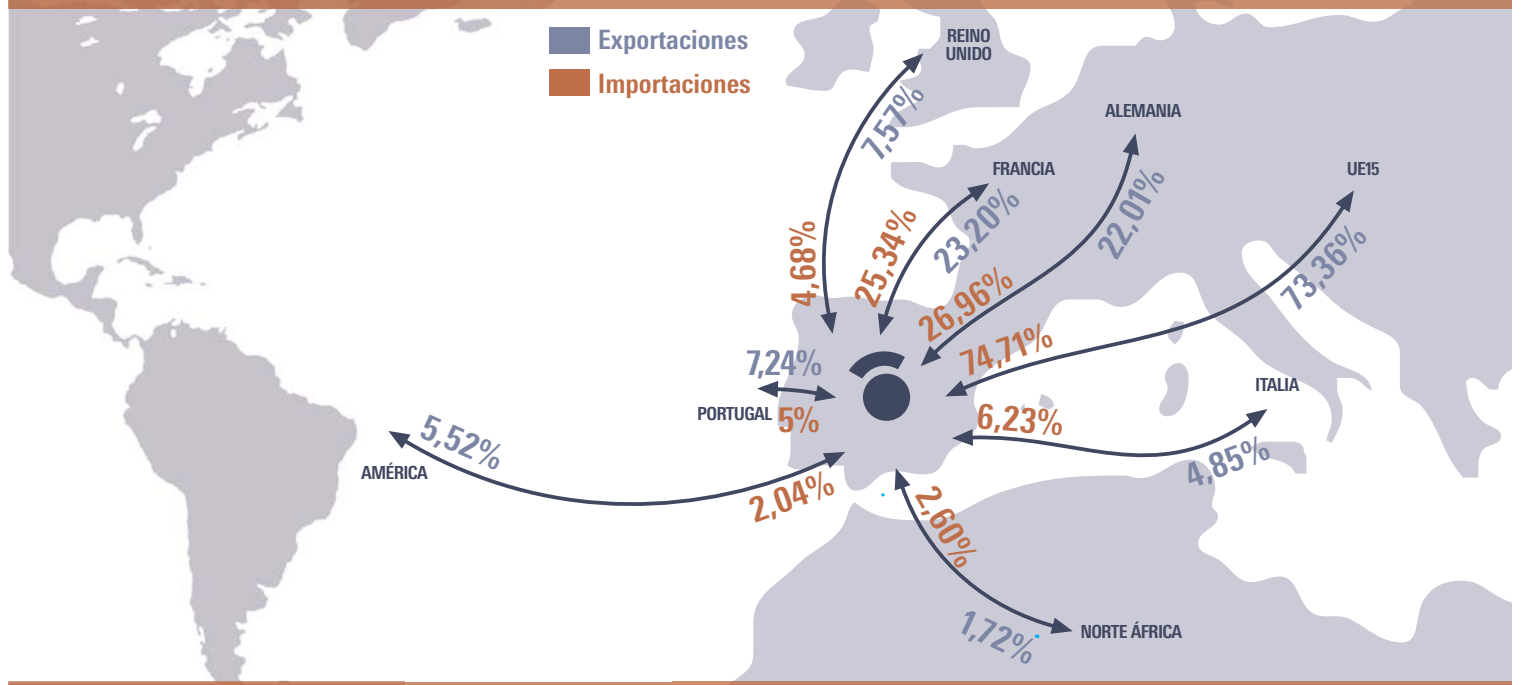 Exportaciones
Importaciones
REINO
UNIDO
7,57%
4,68%
ALEMANIA
22,01%
26,96%
FRANCIA
23,20%
25,34%
UE15
73,36%
74,71%
7,24%
PORTUGAL
5%
ITALIA
6,23%
4,85%
5,52%
AMÉRICA
2,04%
2,60%
1,72%
NORTE ÁFRICA